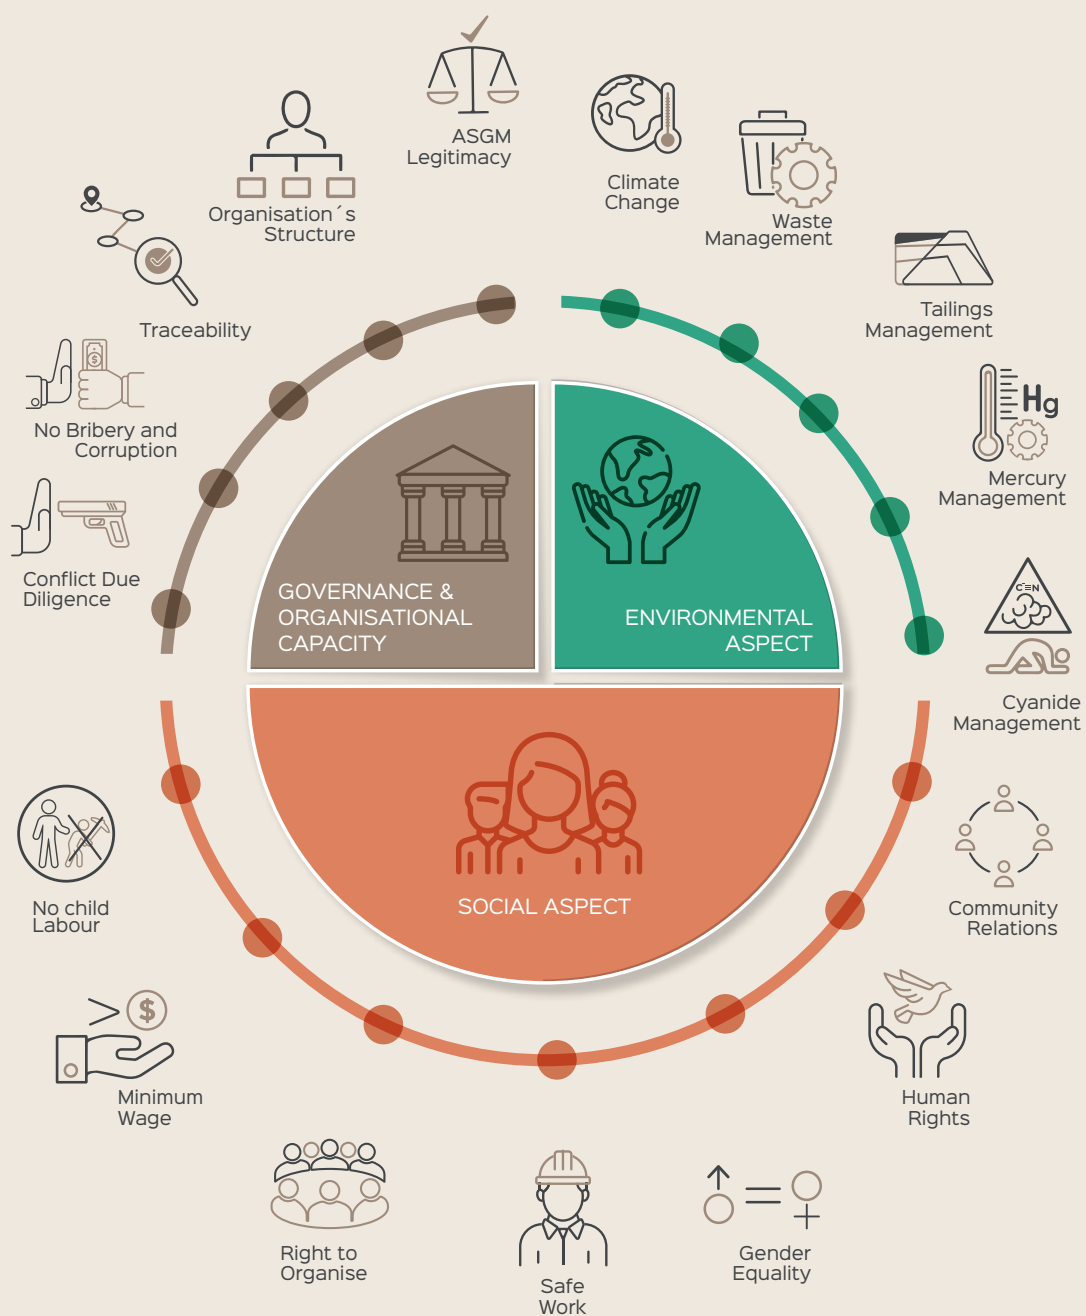 ASGM
Legitimacy
Climate
Change
Waste
Management
Organisation´s
Structure
Tailings
Management
Traceability
$
No Bribery and
Corruption
Hg
Mercury
Management
Conflict Due
Diligence
GOVERNANCE &
ORGANISATIONAL
CAPACITY
ENVIRONMENTAL
ASPECT
C≡N
Cyanide
Management
SOCIAL ASPECT
No child
Labour
Community
Relations
> $
Minimum
Wage
Human
Rights
=
Right to
Organise
Gender
Equality
Safe
Work